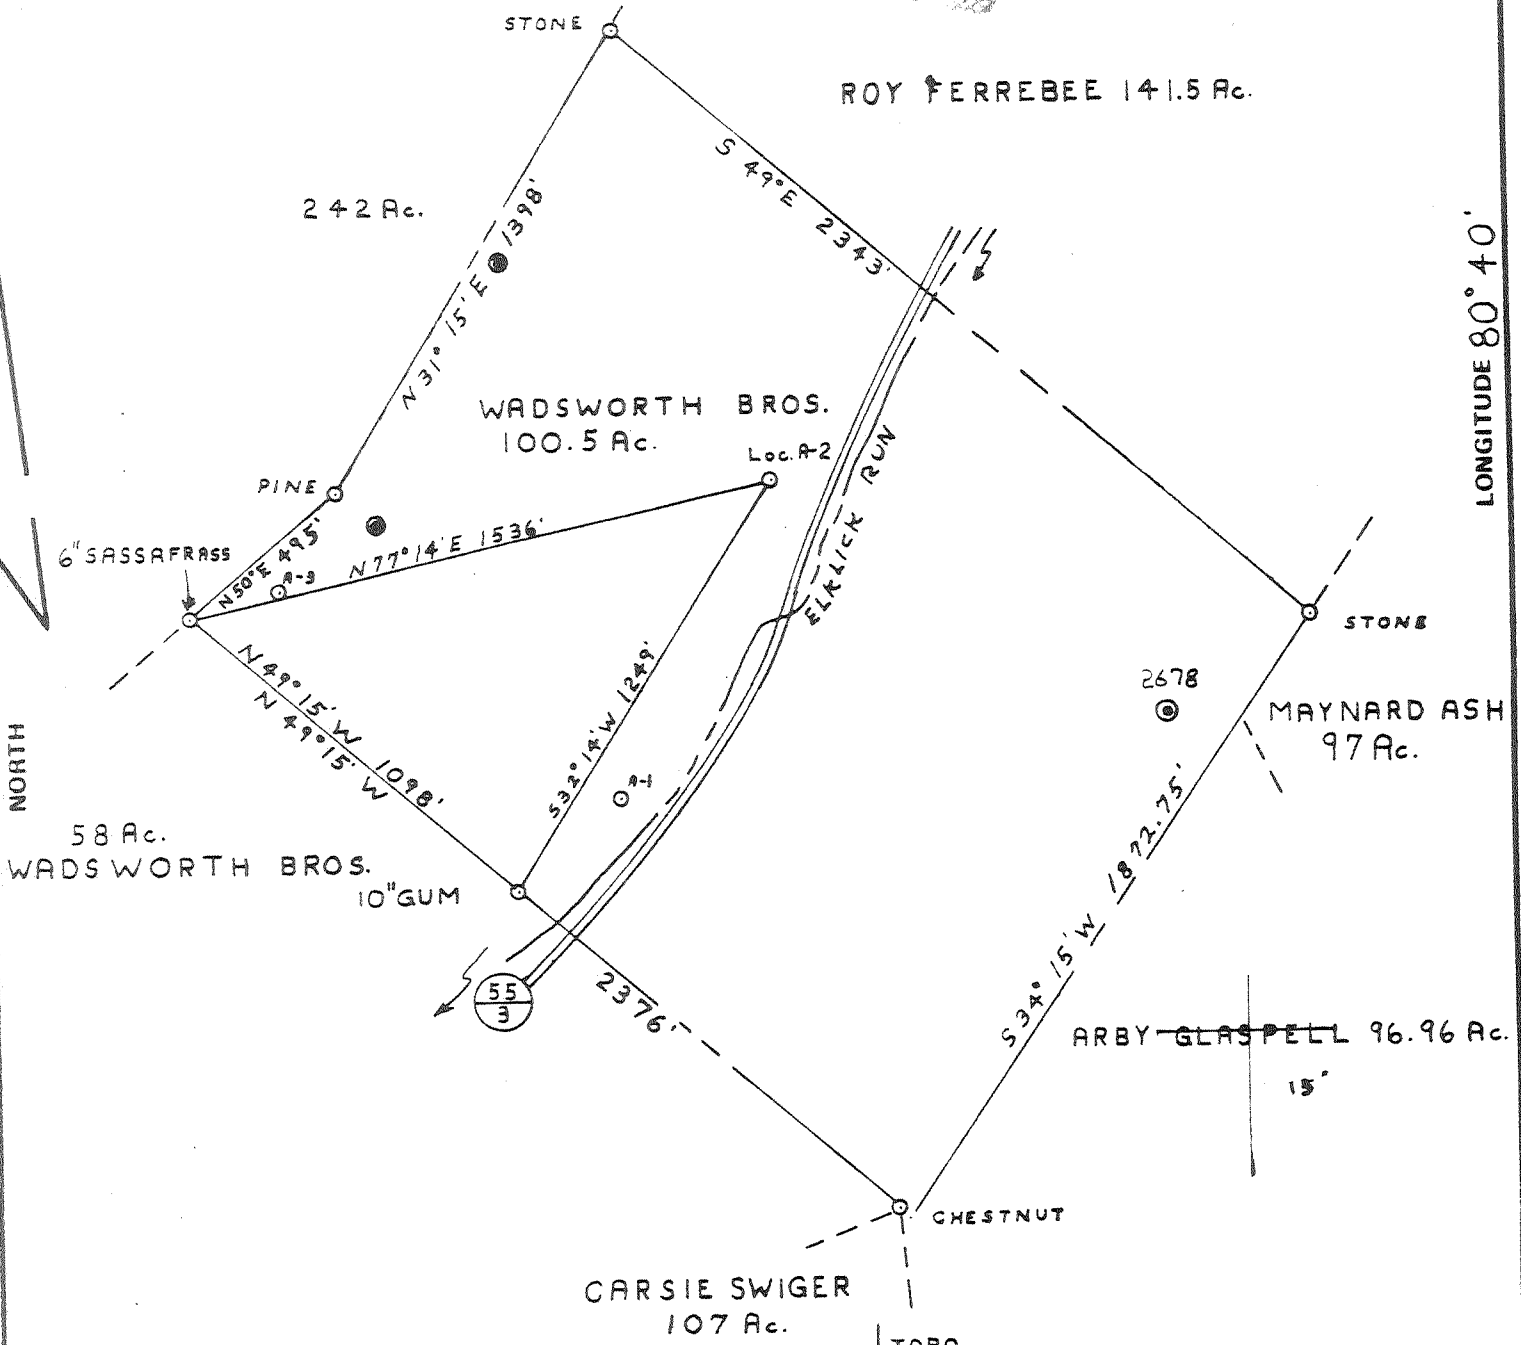 STONE
ROY FERREBEE 141.5 Ac.
S 49°E 2343'
242 Ac.
N 31° 15' E 1398'
LONGITUDE 80° 40'
WADSWORTH BROS.
100.5 Ac.
Loc. A-2
ELKLICK RUN
PINE
6" SASSAFRASS
N50°E 495'
A-3
N 77° 14' E 1536'
STONE
2678
MAYNARD ASH
97 Ac.
N 49° 15' W 1098'
N 49° 15' W
S32° 14' W 1249'
A-1
NORTH
58 Ac.
WADSWORTH BROS.
10" GUM
55
3
2376'
S34° 15' W 1872.75'
ARBY GLASPELL 96.96 Ac.
15'
CHESTNUT
CARSIE SWIGER
107 Ac.